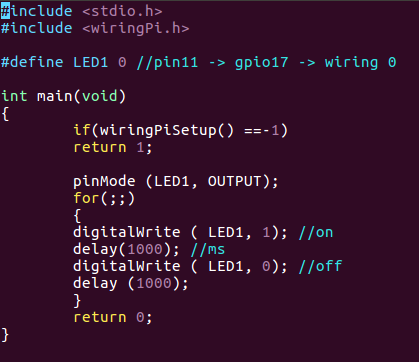 #include <stdio.h>
#include <wiringPi.h>

#define LED1 0 //pin11 -> gpio17 -> wiring 0

int main(void)
{
        if(wiringPiSetup() ==-1)
        return 1;

        pinMode (LED1, OUTPUT);
        for(;;)
        {
        digitalWrite ( LED1, 1); //on
        delay(1000); //ms
        digitalWrite ( LED1, 0); //off
        delay (1000);
        }
        return 0;
}